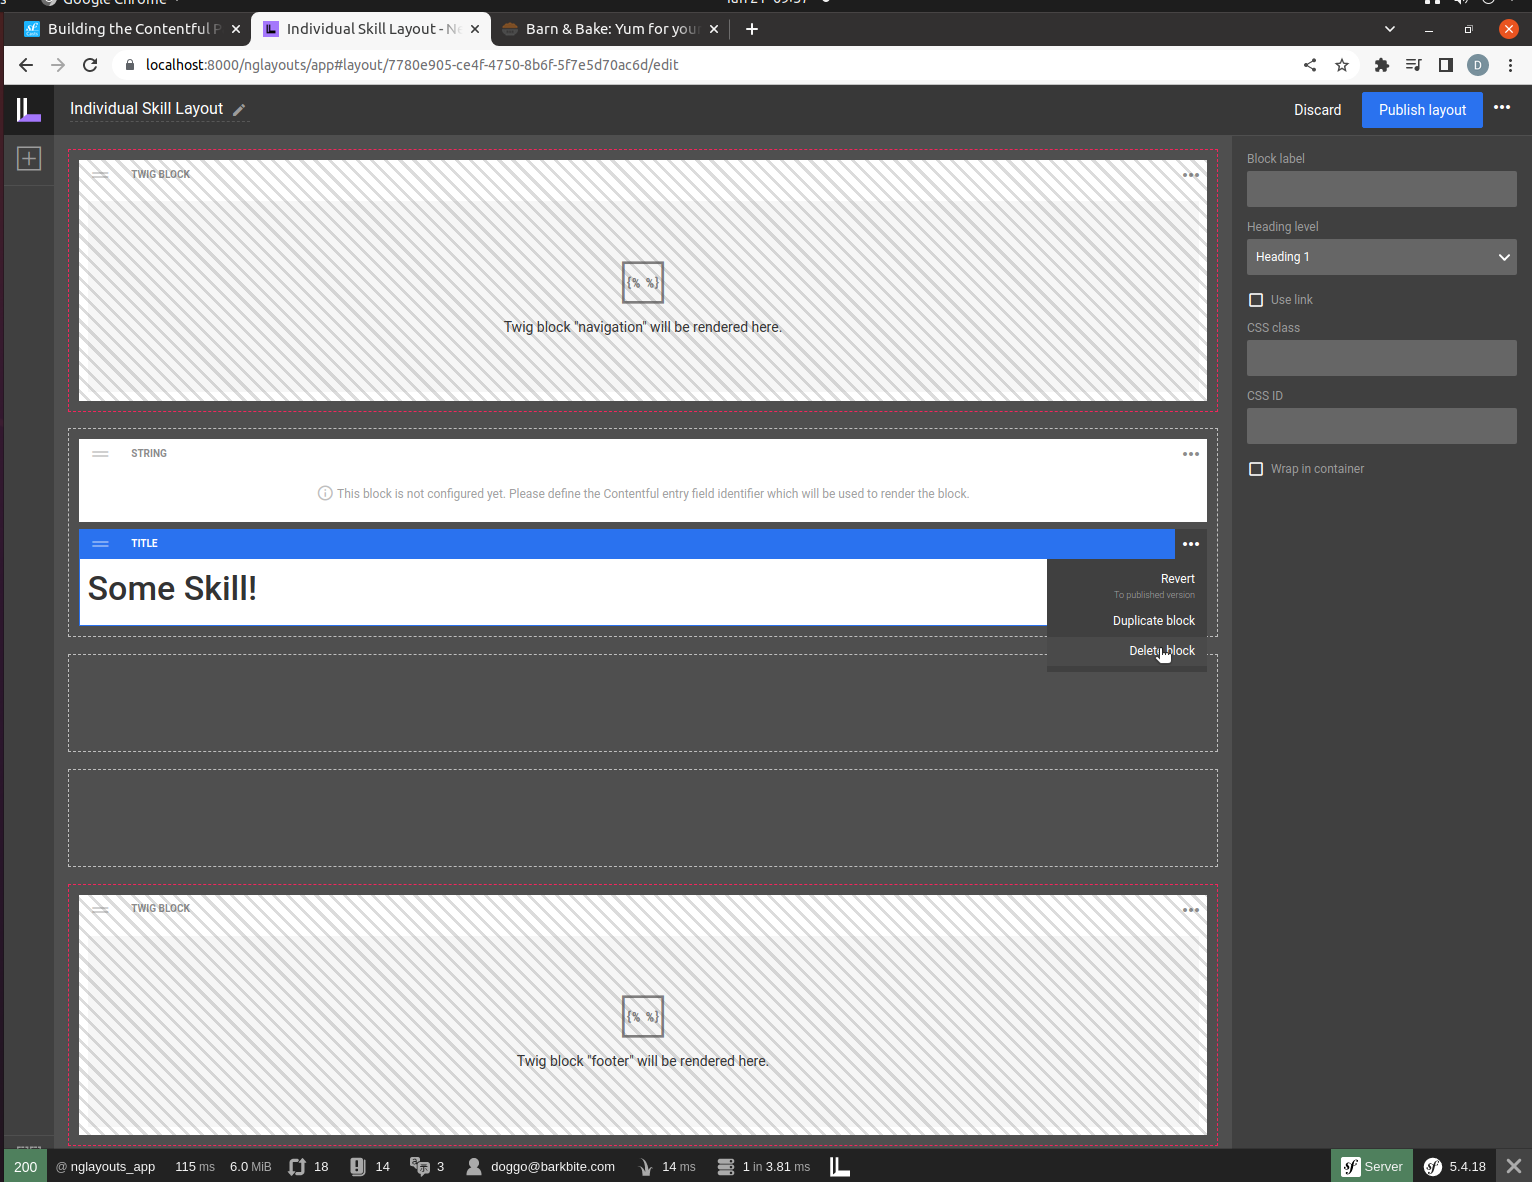 Google Chrome
Building the Contentful P
Individual Skill Layout - Ne
Barn & Bake: Yum for you
localhost:8000/nglayouts/app#layout/7780e905-ce4f-4750-8b6f-5f7e5d70ac6d/edit
D
Individual Skill Layout
Discard
Publish layout
TWIG BLOCK
{% %}
Twig block "navigation" will be rendered here.
STRING
This block is not configured yet. Please define the Contentful entry field identifier which will be used to render the block.
TITLE
Some Skill!
Revert
To published version
Duplicate block
Delete block
TWIG BLOCK
{% %}
Twig block "footer" will be rendered here.
Block label
Heading level
Heading 1
Use link
CSS class
CSS ID
Wrap in container
200 @ nglayouts_app 115 ms 6.0 MiB 18 14 3 doggo@barkbite.com 14 ms 1 in 3.81 ms sf Server sf 5.4.18